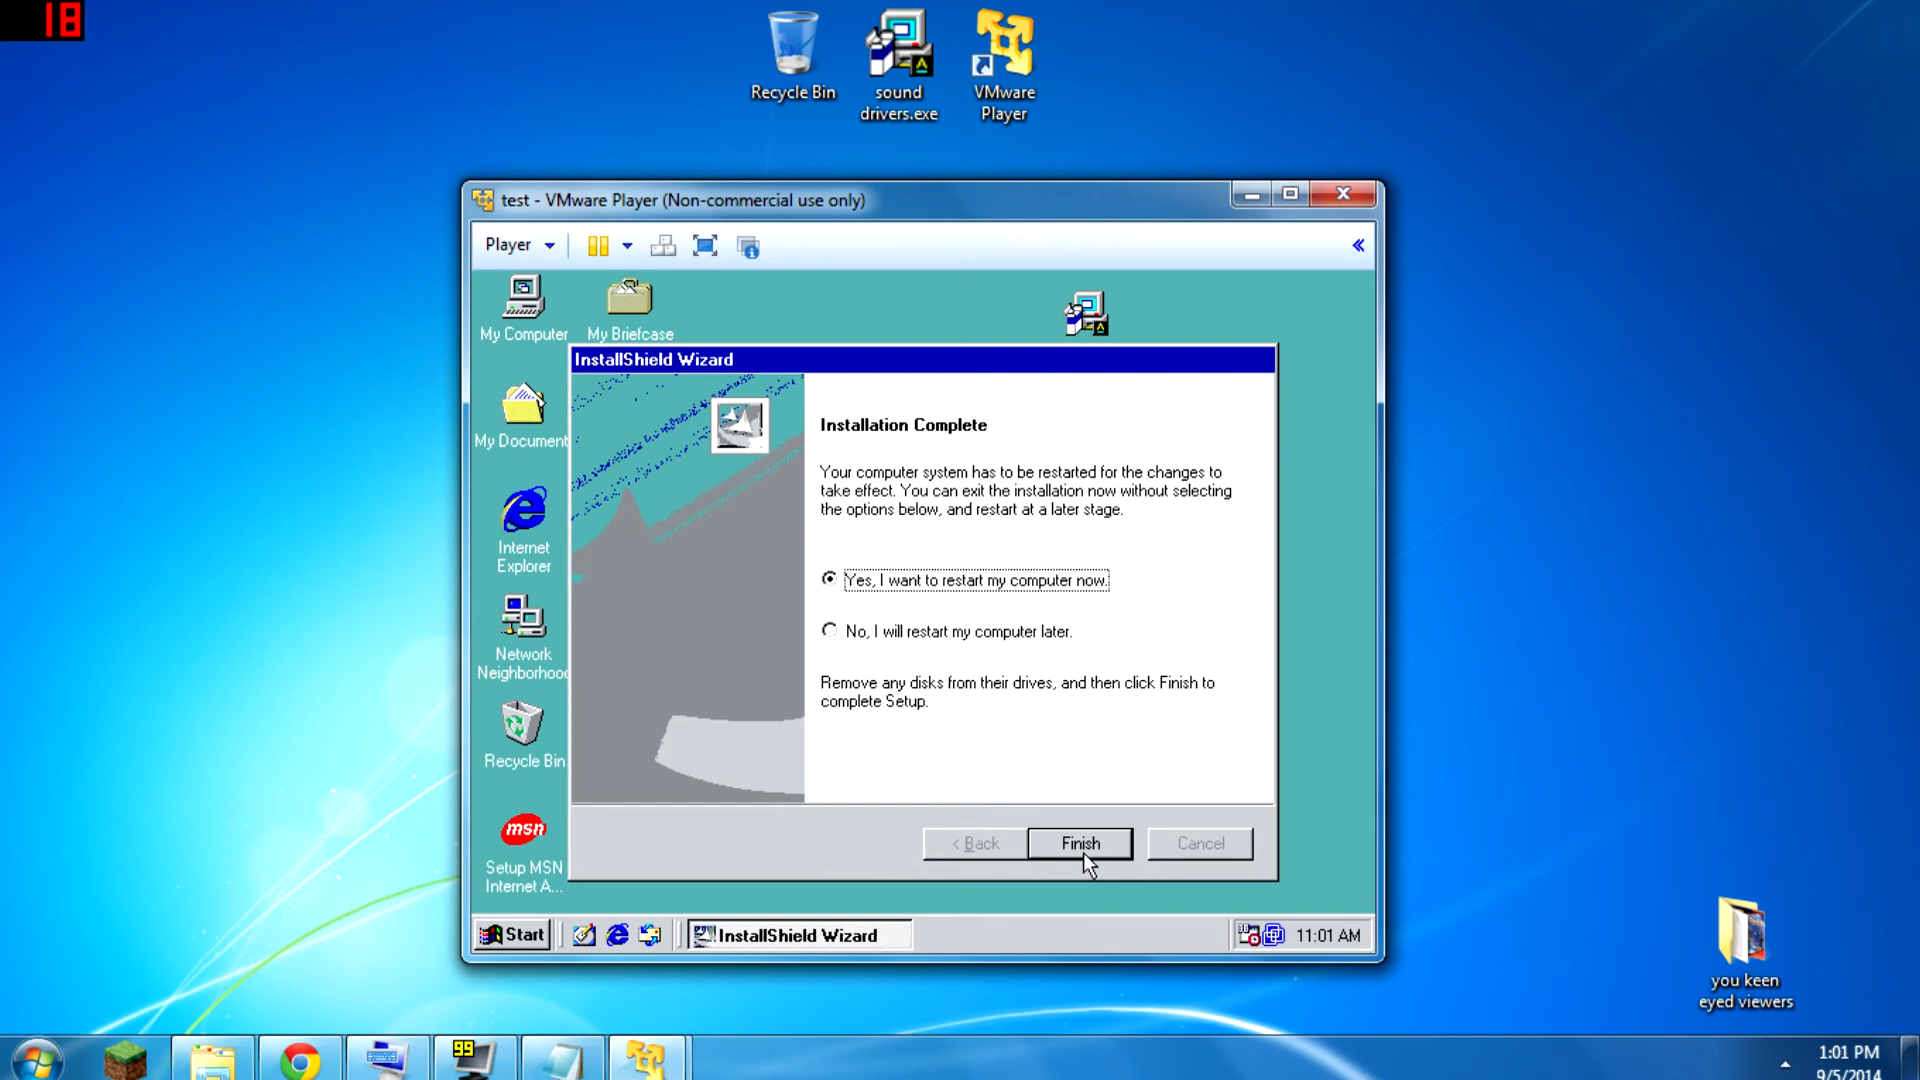 18
Recycle Bin
sound
drivers.exe
VMware
Player
test - VMware Player (Non-commercial use only)
Player
My Computer
My Briefcase
My Document
Internet
Explorer
Network
Neighborhood
Recycle Bin
msn
Setup MSN
Internet A...
InstallShield Wizard
Installation Complete
Your computer system has to be restarted for the changes to
take effect. You can exit the installation now without selecting
the options below, and restart at a later stage.
Yes, I want to restart my computer now.
No, I will restart my computer later.
Remove any disks from their drives, and then click Finish to
complete Setup.
< Back
Finish
Cancel
Start
InstallShield Wizard
11:01 AM
you keen
eyed viewers
99
1:01 PM
9/5/2014